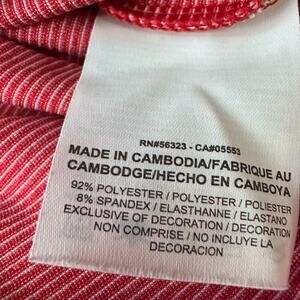 RN#56323 - CA#05553
MADE IN CAMBODIA/FABRIQUE AU
CAMBODGE/HECHO EN CAMBOYA
92% POLYESTER / POLYESTER / POLIESTER
8% SPANDEX / ELASTHANNE / ELASTANO
EXCLUSIVE OF DECORATION / DECORATION
NON COMPRISE / NO INCLUYE LA
DECORACION